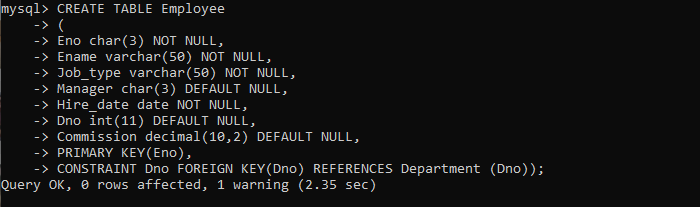 mysql> CREATE TABLE Employee
-> (
-> Eno char(3) NOT NULL,
-> Ename varchar(50) NOT NULL,
-> Job_type varchar(50) NOT NULL,
-> Manager char(3) DEFAULT NULL,
-> Hire_date date NOT NULL,
-> Dno int(11) DEFAULT NULL,
-> Commission decimal(10,2) DEFAULT NULL,
-> PRIMARY KEY(Eno),
-> CONSTRAINT Dno FOREIGN KEY(Dno) REFERENCES Department (Dno));
Query OK, 0 rows affected, 1 warning (2.35 sec)